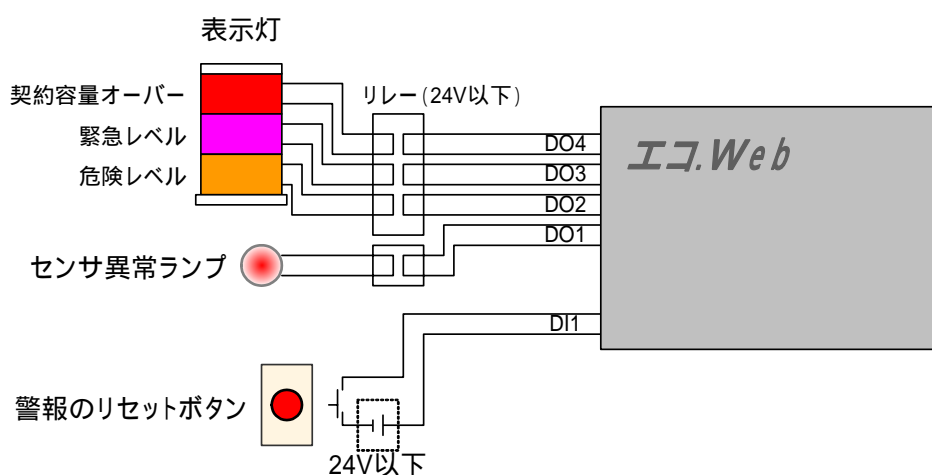 表示灯
契約容量オーバー
リレー(24V以下)
緊急レベル
危険レベル
DO4
DO3
DO2
DO1
エコ.Web
センサ異常ランプ
DI1
警報のリセットボタン
24V以下